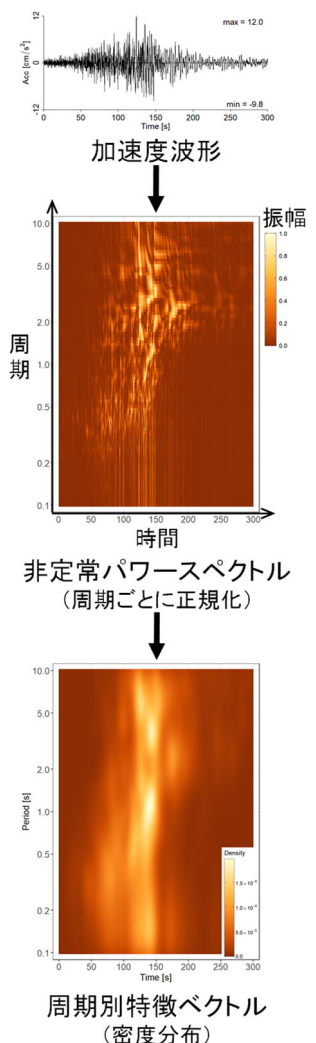 12
max = 12.0
Acc [cm/s²]
0
-12
min = -9.8
0 50 100 150 200 250 300
Time [s]
加速度波形
振幅
10.0
5.0
2.0
1.0
0.5
0.2
0.1
1.0
0.8
0.6
0.4
0.2
0.0
周期
0 50 100 150 200 250 300
時間
非定常パワースペクトル
(周期ごとに正規化)
10.0
5.0
2.0
1.0
0.5
0.2
0.1
Period [s]
Density
0.0
0 50 100 150 200 250 300
Time [s]
周期別特徴ベクトル
(密度分布)